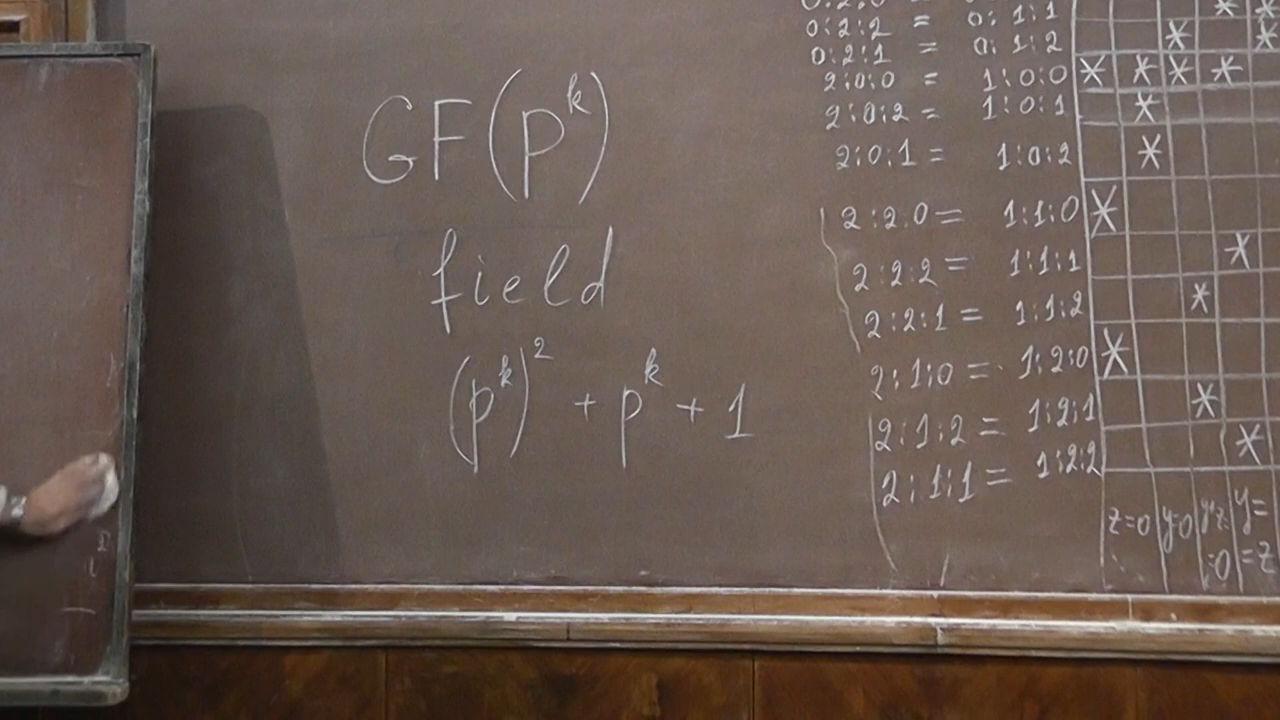 GF(p^k)
field
(p^k)^2 + p^k + 1
0:2:2 = 0:1:1
0:2:1 = 0:1:2
2:0:0 = 1:0:0
2:0:2 = 1:0:1
2:0:1 = 1:0:2
2:2:0 = 1:1:0
2:2:2 = 1:1:1
2:2:1 = 1:1:2
2:1:0 = 1:2:0
2:1:2 = 1:2:1
2:1:1 = 1:2:2
z=0 y=0 y+z y=
=0 =z